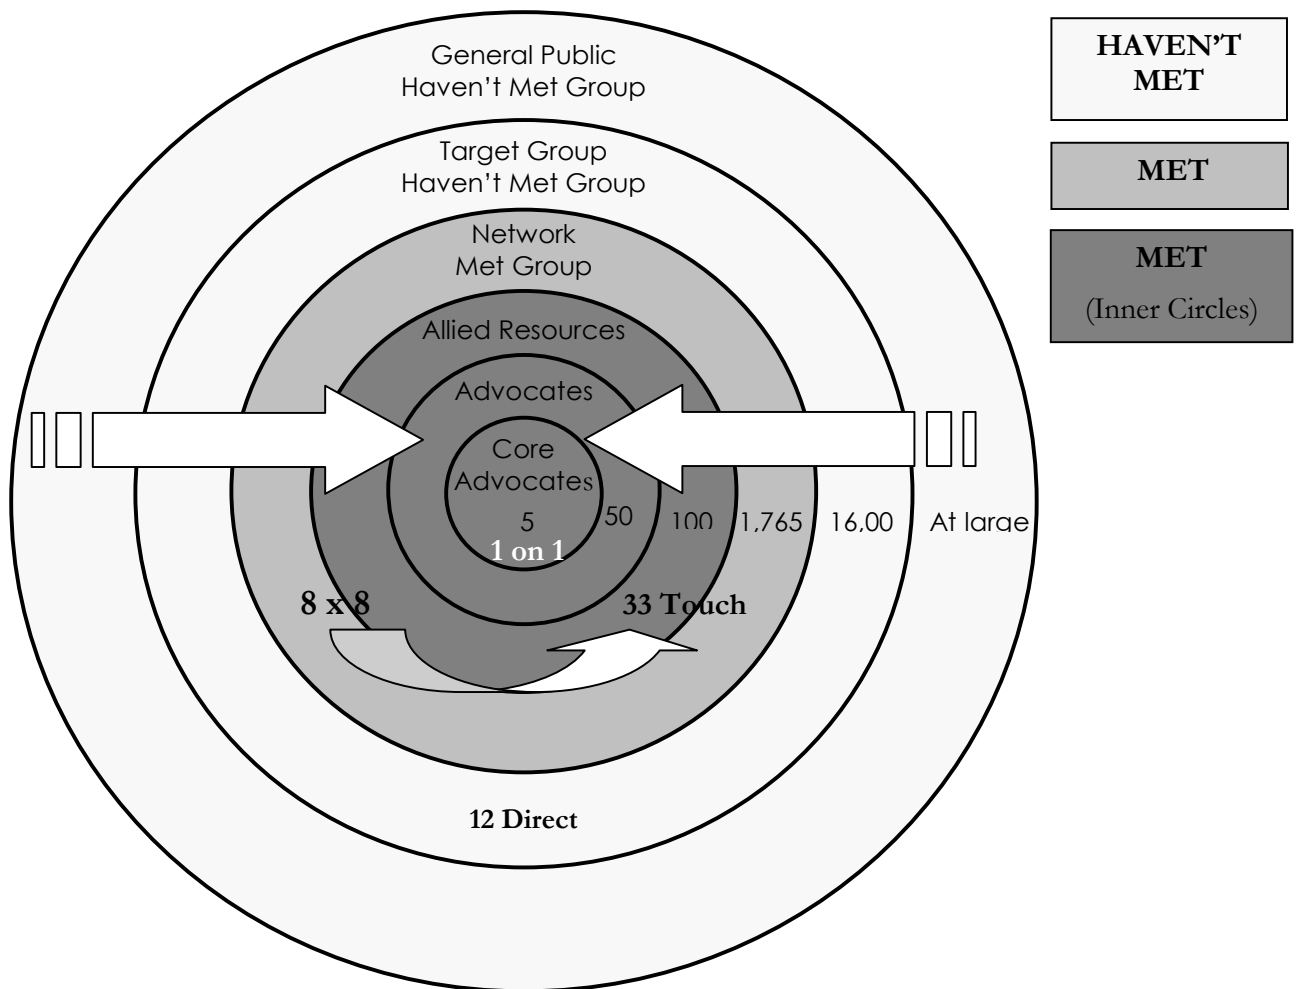 General Public
Haven't Met Group
Target Group
Haven't Met Group
Network
Met Group
Allied Resources
Advocates
Core
Advocates
5
50
100
1,765
16,00
At large
1 on 1
8 x 8
33 Touch
12 Direct
HAVEN'T
MET
MET
MET
(Inner Circles)